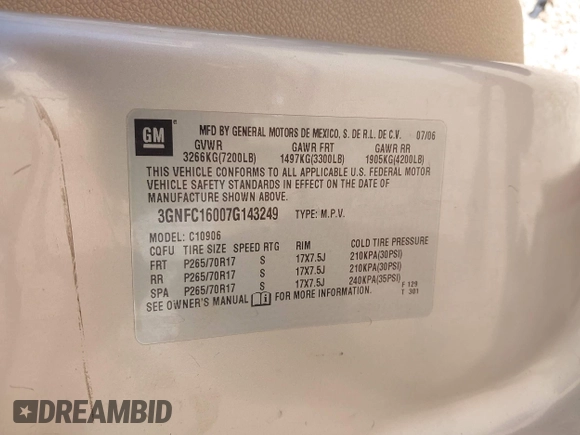 GM
MFD BY GENERAL MOTORS DE MEXICO, S. DE R.L. DE C.V. 07/06
GVWR GAWR FRT GAWR RR
3266KG(7200LB) 1497KG(3300LB) 1905KG(4200LB)
THIS VEHICLE CONFORMS TO ALL APPLICABLE U.S. FEDERAL MOTOR
VEHICLE SAFETY STANDARDS IN EFFECT ON THE DATE OF
MANUFACTURE SHOWN ABOVE.
3GNFC16007G143249 TYPE: M.P.V.
MODEL: C10906
CQFU TIRE SIZE SPEED RTG RIM COLD TIRE PRESSURE
FRT P265/70R17 S 17X7.5J 210KPA(30PSI)
RR P265/70R17 S 17X7.5J 210KPA(30PSI)
SPA P265/70R17 S 17X7.5J 240KPA(35PSI)
SEE OWNER'S MANUAL FOR MORE INFORMATION.
F 129
T 301
DREAMBID